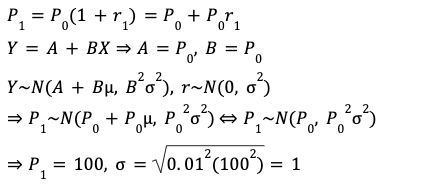 P₁ = P₀(1 + r₁) = P₀ + P₀r₁
Y = A + BX ⇒ A = P₀, B = P₀
Y~N(A + Bμ, B²σ²), r~N(0, σ²)
⇒ P₁~N(P₀ + P₀μ, P₀²σ²) ⇔ P₁~N(P₀, P₀²σ²)
⇒ P₁ = 100, σ = √(0.01²(100²)) = 1